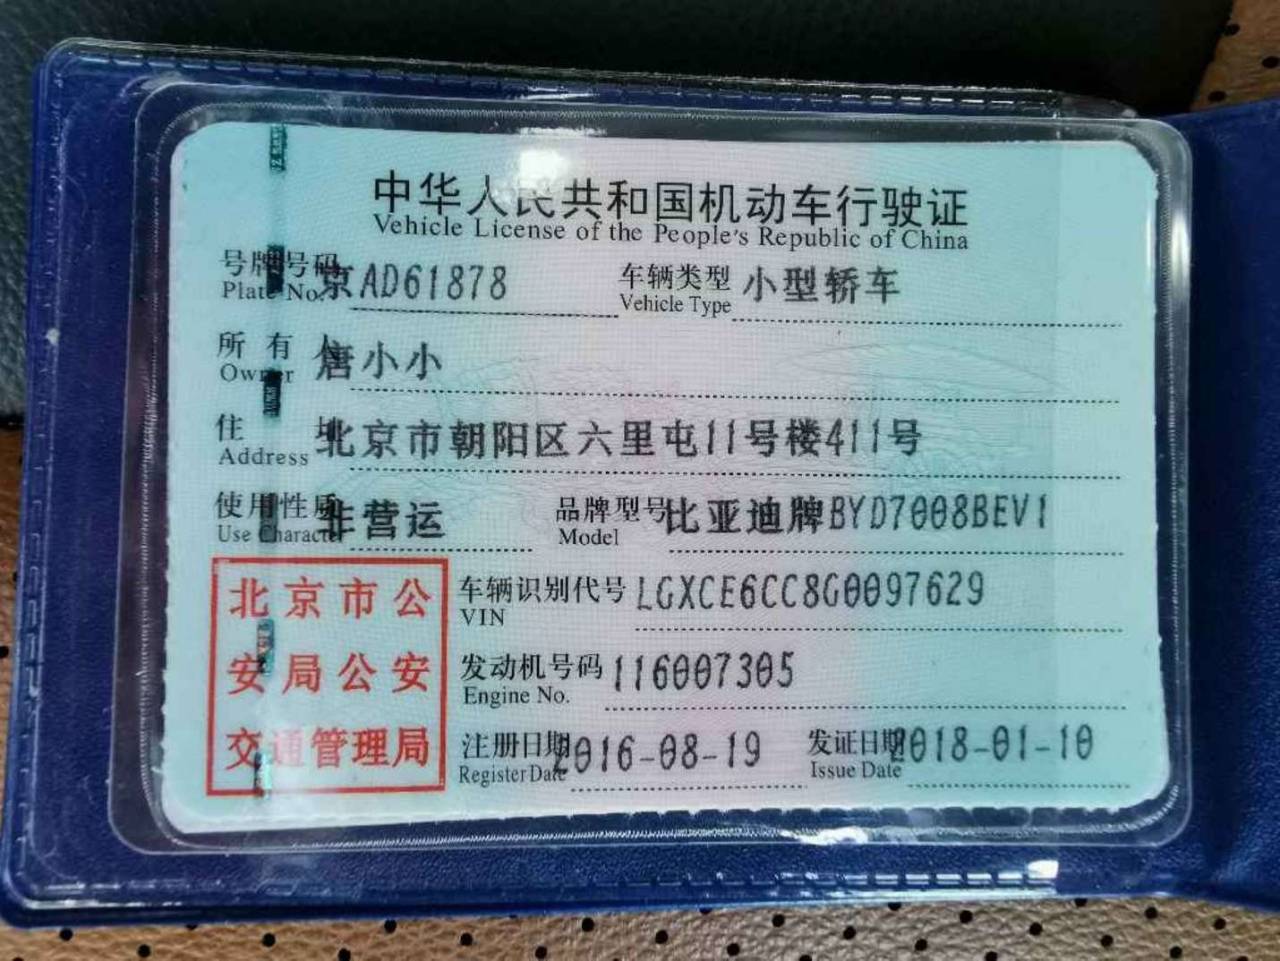 中华人民共和国机动车行驶证
Vehicle License of the People's Republic of China
号牌号码 京AD61878 车辆类型 小型轿车
Plate No. Vehicle Type
所有人 唐小小
Owner
住址 北京市朝阳区六里屯11号楼411号
Address
使用性质 非营运 品牌型号 比亚迪牌BYD7008BEV1
Use Character Model
北京市公
安局公安
交通管理局
车辆识别代号 LGXCE6CC8G0097629
VIN
发动机号码 116007305
Engine No.
注册日期 2016-08-19 发证日期 2018-01-10
Register Date Issue Date